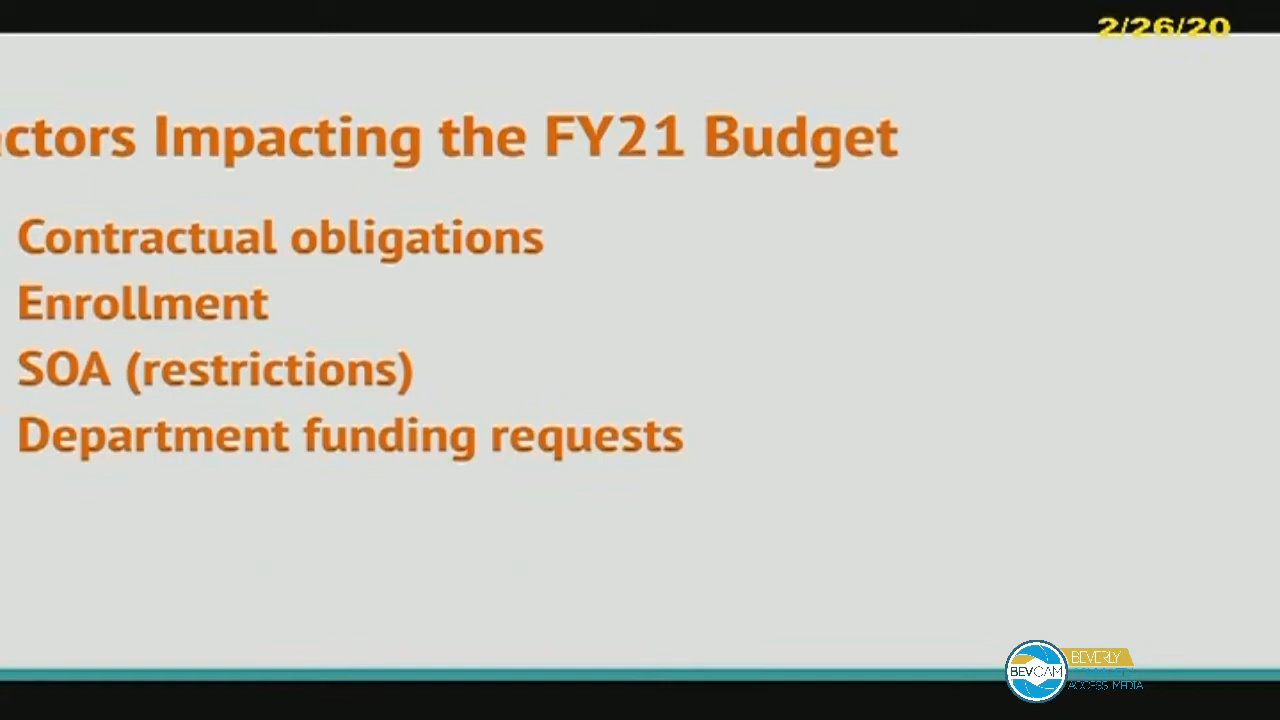 2/26/20
ctors Impacting the FY21 Budget
Contractual obligations
Enrollment
SOA (restrictions)
Department funding requests
BEVERLY
BEVCAM
ACCESS MEDIA